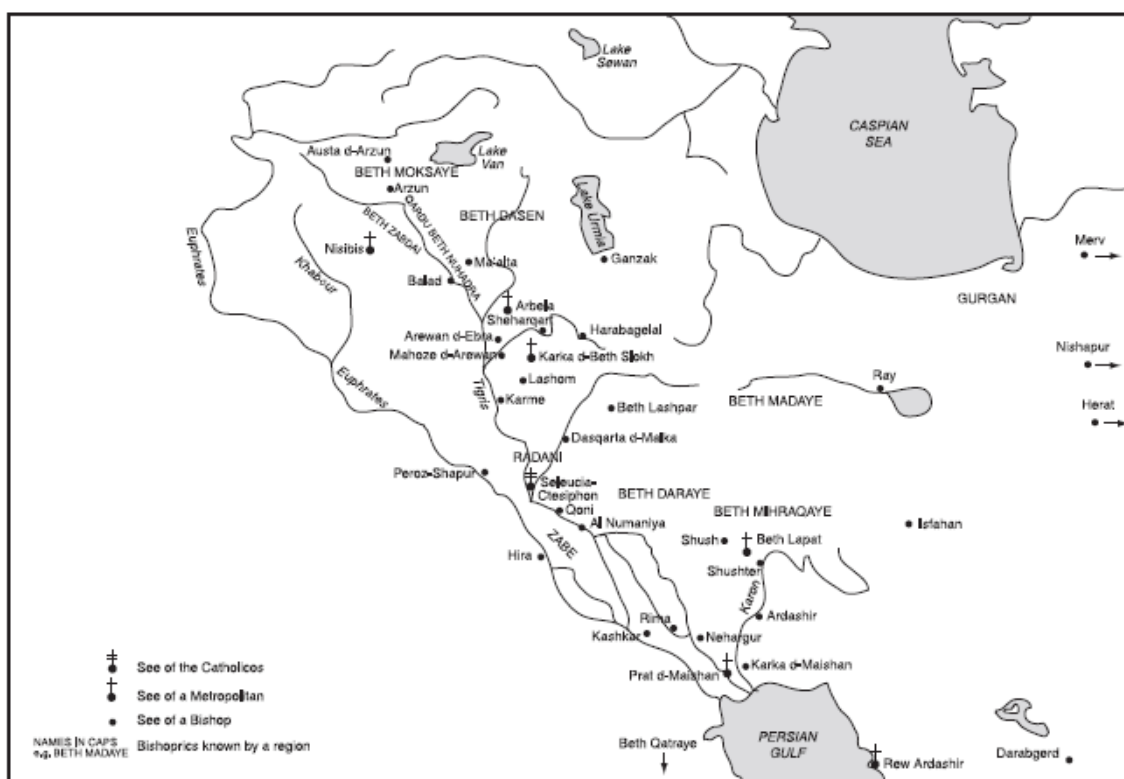 Lake
Sewan
CASPIAN
SEA
Austa d-Arzun
Lake
Van
BETH MOKSAYE
Arzun
QARDU BETH NUHADRA
BETH ZABDAI
BETH DASEN
Lake Urmia
Nisibis
Euphrates
Khabour
Ma'alta
Ganzak
Merv
Balad
GURGAN
Arbela
Sheharqart
Harabagelal
Arewan d-Ebra
Mahoze d-Arewan
Karka d-Beth Slokh
Nishapur
Euphrates
Tigris
Lashom
Ray
Karme
Beth Lashpar
BETH MADAYE
Herat
Dasqarta d-Malka
RADANI
Peroz-Shapur
Seleucia-
Ctesiphon
BETH DARAYE
Qoni
BETH MIHRAQAYE
Al Numaniya
Isfahan
ZABE
Shush
Beth Lapat
Hira
Shushter
Karon
Rima
Ardashir
Kashkar
Nehargur
See of the Catholicos
Prat d-Maishan
Karka d-Maishan
See of a Metropolitan
See of a Bishop
NAMES IN CAPS
e.g. BETH MADAYE
Bishoprics known by a region
Beth Qatraye
PERSIAN
GULF
Rew Ardashir
Darabgerd